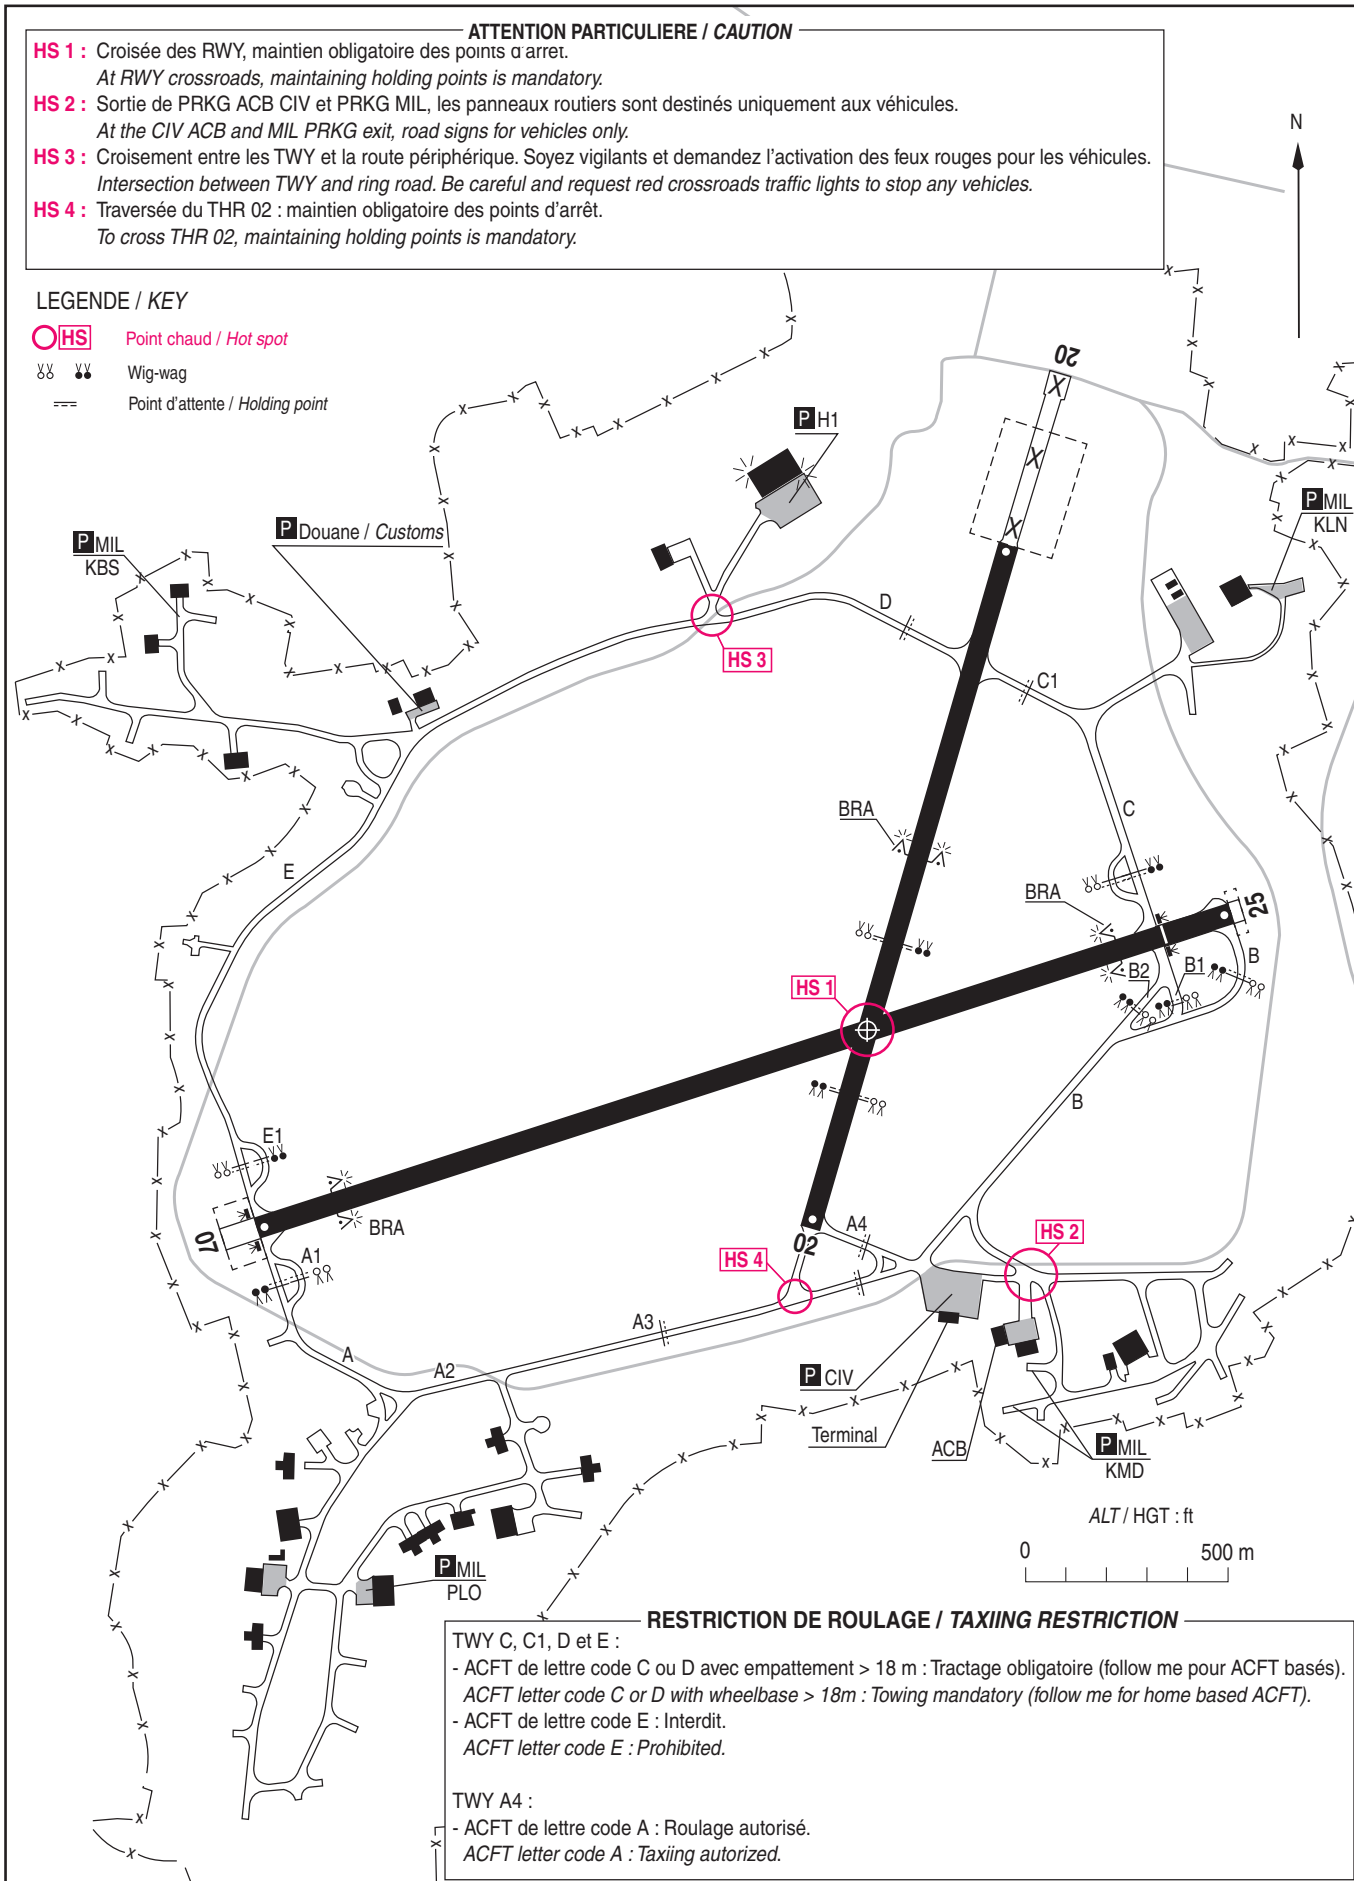 ATTENTION PARTICULIERE / CAUTION
HS 1 : Croisée des RWY, maintien obligatoire des points d'arrêt.
At RWY crossroads, maintaining holding points is mandatory.
HS 2 : Sortie de PRKG ACB CIV et PRKG MIL, les panneaux routiers sont destinés uniquement aux véhicules.
At the CIV ACB and MIL PRKG exit, road signs for vehicles only.
HS 3 : Croisement entre les TWY et la route périphérique. Soyez vigilants et demandez l'activation des feux rouges pour les véhicules.
Intersection between TWY and ring road. Be careful and request red crossroads traffic lights to stop any vehicles.
HS 4 : Traversée du THR 02 : maintien obligatoire des points d'arrêt.
To cross THR 02, maintaining holding points is mandatory.
N
LEGENDE / KEY
HS Point chaud / Hot spot
Wig-wag
Point d'attente / Holding point
20
P H1
P MIL
KLN
P Douane / Customs
P MIL
KBS
D
HS 3
C1
BRA
C
E
BRA
25
B
B2
B1
HS 1
B
E1
BRA
07
A1
A4
02
HS 2
HS 4
A3
A
A2
P CIV
Terminal
ACB
P MIL
KMD
ALT / HGT : ft
0 500 m
P MIL
PLO
RESTRICTION DE ROULAGE / TAXIING RESTRICTION
TWY C, C1, D et E :
- ACFT de lettre code C ou D avec empattement > 18 m : Tractage obligatoire (follow me pour ACFT basés).
ACFT letter code C or D with wheelbase > 18m : Towing mandatory (follow me for home based ACFT).
- ACFT de lettre code E : Interdit.
ACFT letter code E : Prohibited.
TWY A4 :
- ACFT de lettre code A : Roulage autorisé.
ACFT letter code A : Taxiing autorized.